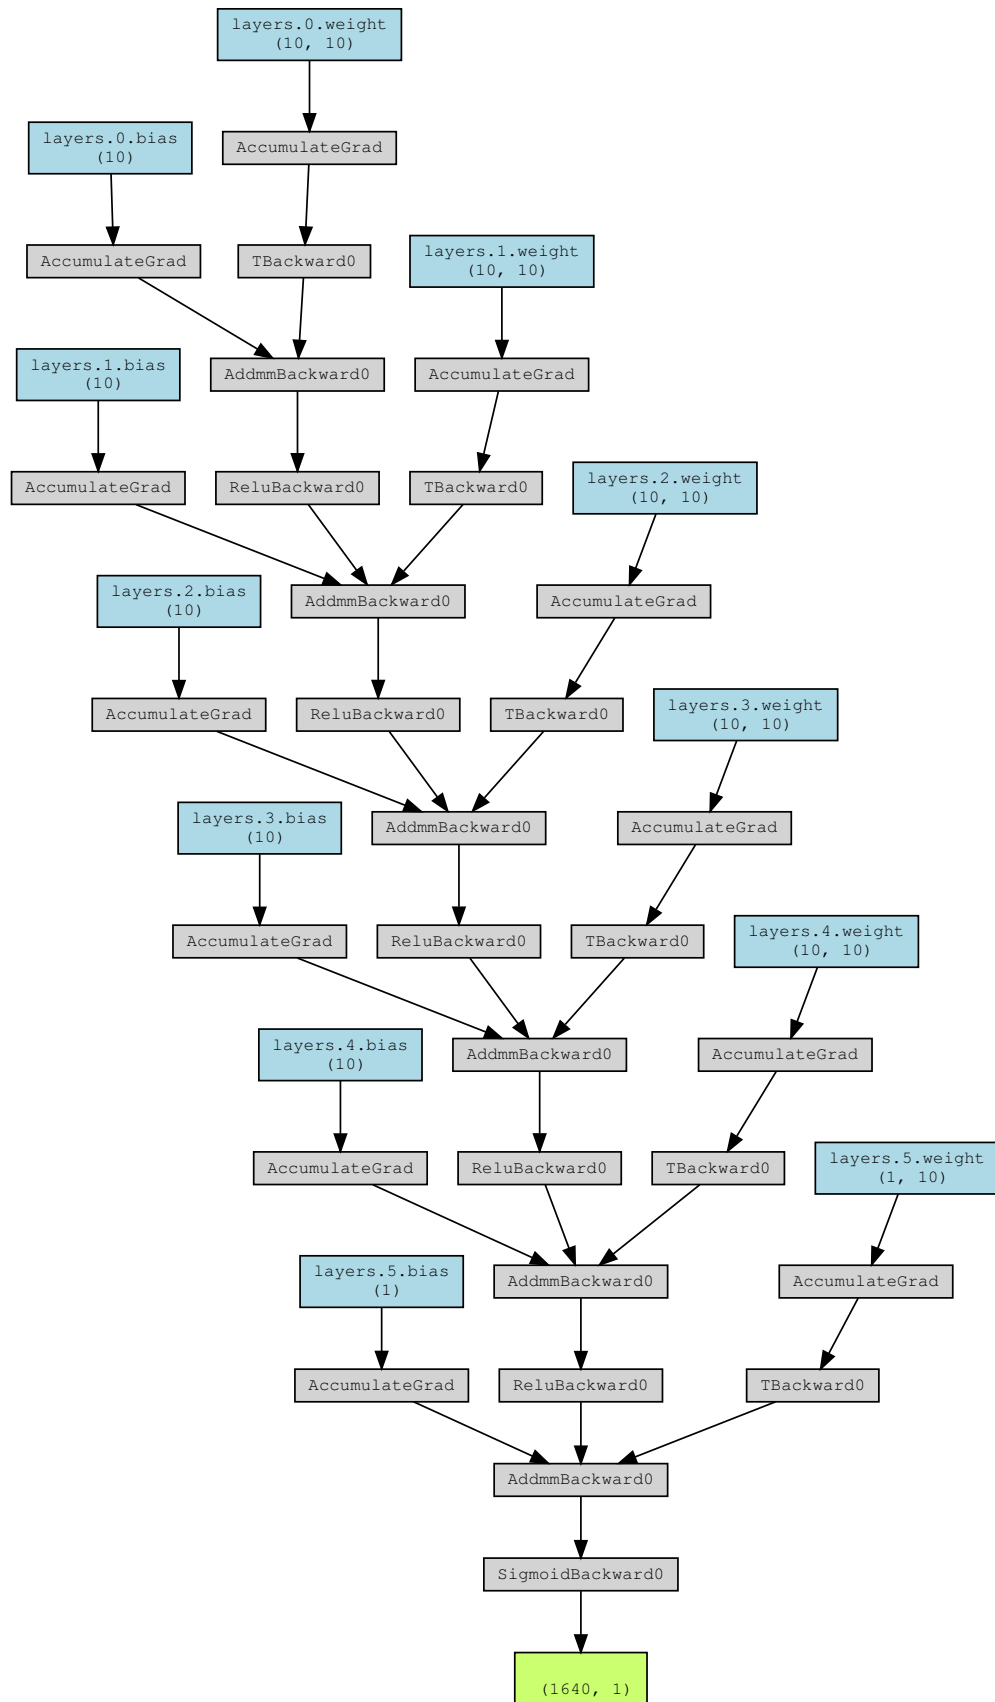 layers.0.weight
(10, 10)
layers.0.bias
(10)
AccumulateGrad
AccumulateGrad
TBackward0
layers.1.weight
(10, 10)
layers.1.bias
(10)
AddmmBackward0
AccumulateGrad
AccumulateGrad
ReluBackward0
TBackward0
layers.2.weight
(10, 10)
layers.2.bias
(10)
AddmmBackward0
AccumulateGrad
AccumulateGrad
ReluBackward0
TBackward0
layers.3.weight
(10, 10)
layers.3.bias
(10)
AddmmBackward0
AccumulateGrad
AccumulateGrad
ReluBackward0
TBackward0
layers.4.weight
(10, 10)
layers.4.bias
(10)
AddmmBackward0
AccumulateGrad
AccumulateGrad
ReluBackward0
TBackward0
layers.5.weight
(1, 10)
layers.5.bias
(1)
AddmmBackward0
AccumulateGrad
AccumulateGrad
ReluBackward0
TBackward0
AddmmBackward0
SigmoidBackward0
(1640, 1)